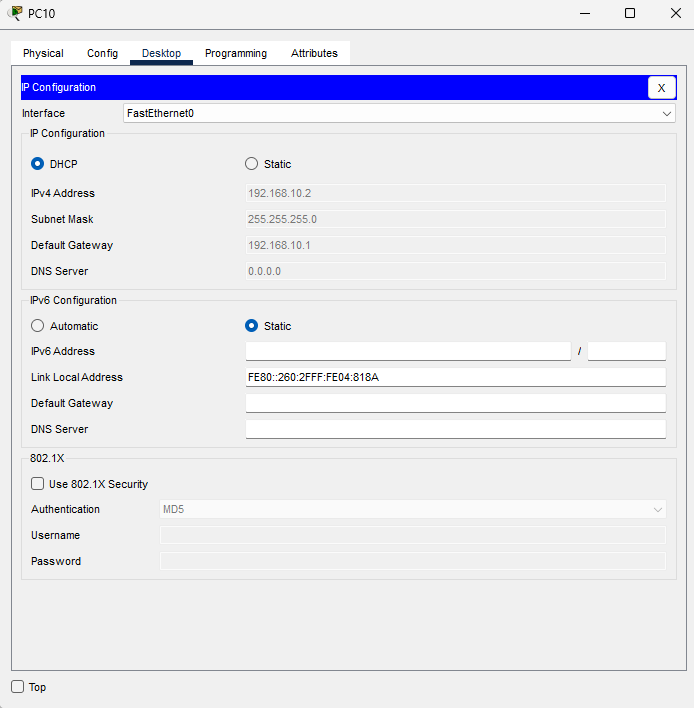 PC10
Physical Config Desktop Programming Attributes
IP Configuration X
Interface FastEthernet0
IP Configuration
DHCP Static
IPv4 Address 192.168.10.2
Subnet Mask 255.255.255.0
Default Gateway 192.168.10.1
DNS Server 0.0.0.0
IPv6 Configuration
Automatic Static
IPv6 Address /
Link Local Address FE80::260:2FFF:FE04:818A
Default Gateway
DNS Server
802.1X
Use 802.1X Security
Authentication MD5
Username
Password
Top